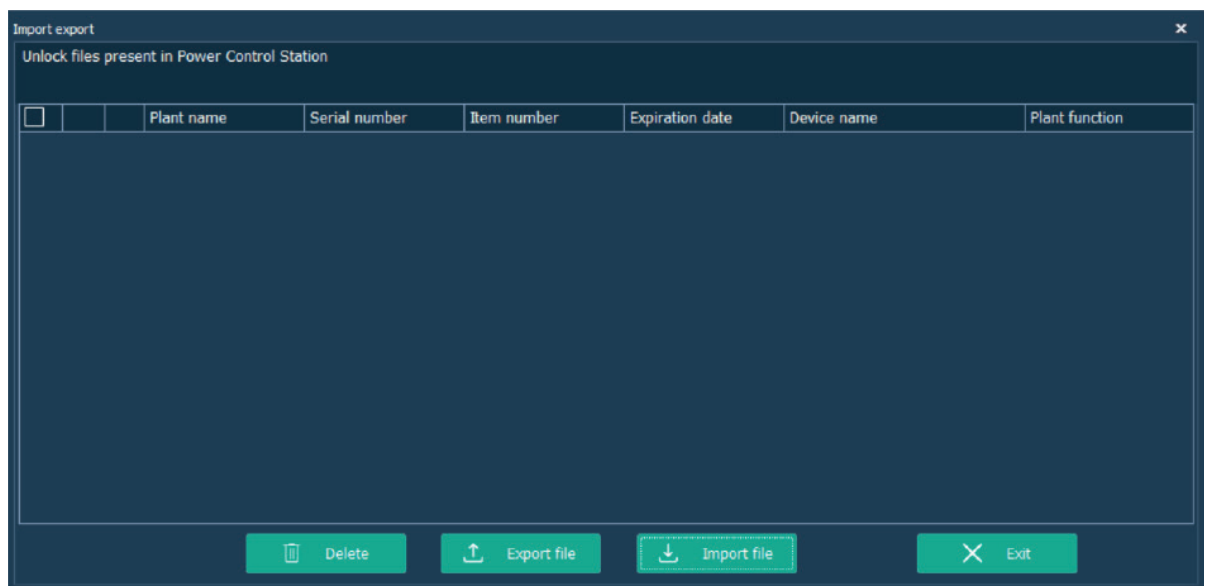 Import export
Unlock files present in Power Control Station
Plant name Serial number Item number Expiration date Device name Plant function
Delete Export file Import file Exit